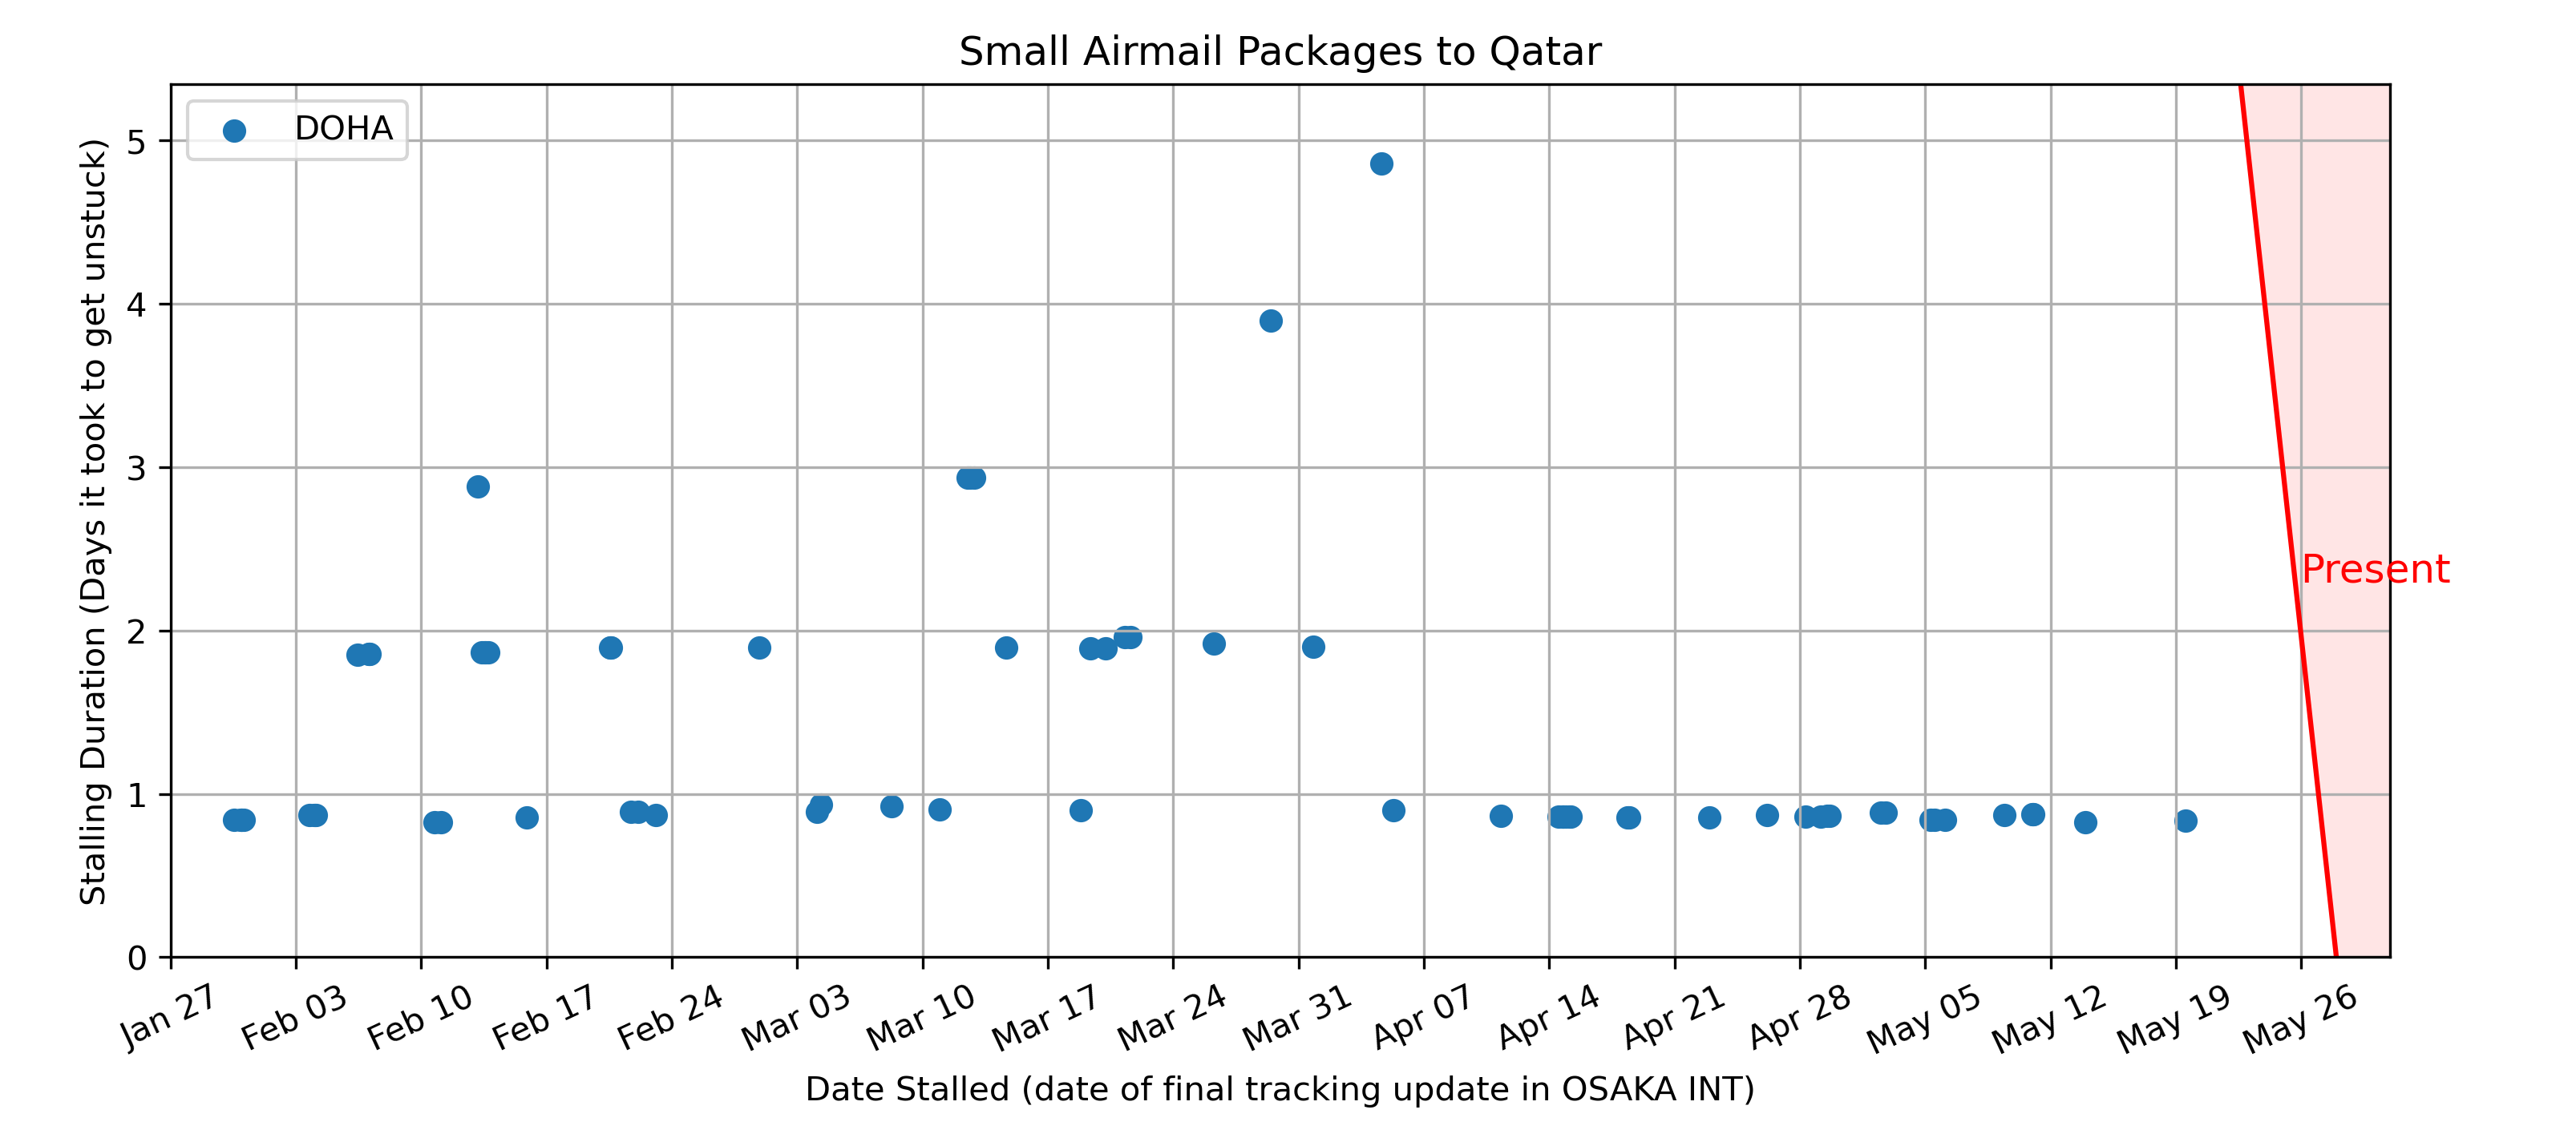 Small Airmail Packages to Qatar
DOHA
Stalling Duration (Days it took to get unstuck)
5
4
3
2
1
0
Present
Jan 27
Feb 03
Feb 10
Feb 17
Feb 24
Mar 03
Mar 10
Mar 17
Mar 24
Mar 31
Apr 07
Apr 14
Apr 21
Apr 28
May 05
May 12
May 19
May 26
Date Stalled (date of final tracking update in OSAKA INT)